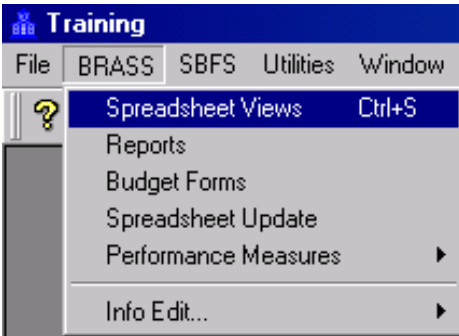 Training
File BRASS SBFS Utilities Window
Spreadsheet Views Ctrl+S
Reports
Budget Forms
Spreadsheet Update
Performance Measures
Info Edit...